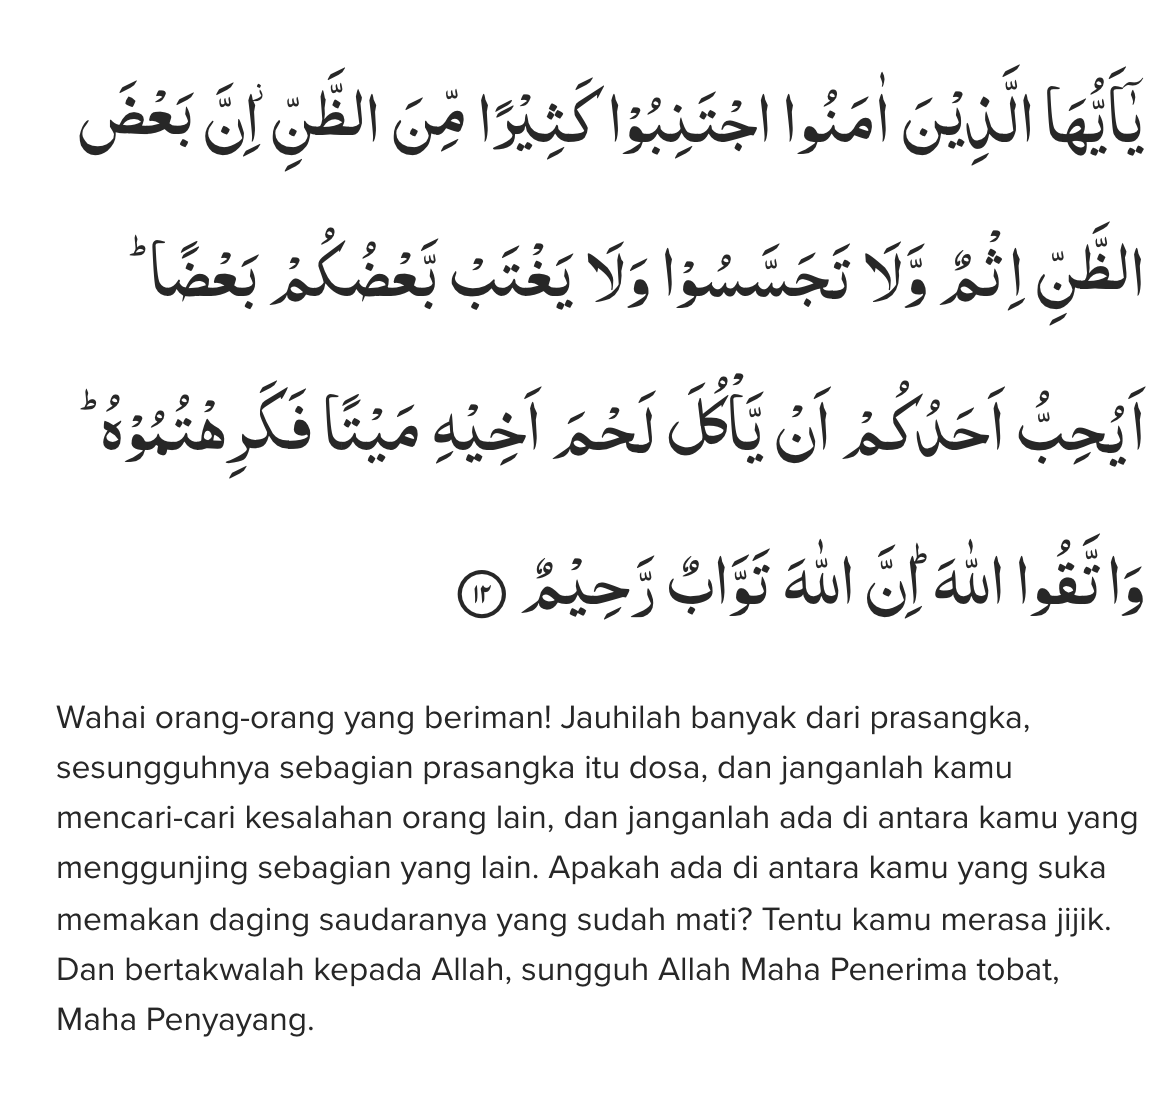 يٰٓاَيُّهَا الَّذِيْنَ اٰمَنُوا اجْتَنِبُوْا كَثِيْرًا مِّنَ الظَّنِّ اِنَّ بَعْضَ
الظَّنِّ اِثْمٌ وَّلَا تَجَسَّسُوْا وَلَا يَغْتَبْ بَّعْضُكُمْ بَعْضًاۗ
اَيُحِبُّ اَحَدُكُمْ اَنْ يَّأْكُلَ لَحْمَ اَخِيْهِ مَيْتًا فَكَرِهْتُمُوْهُۗ
وَاتَّقُوا اللّٰهَ ۗاِنَّ اللّٰهَ تَوَّابٌ رَّحِيْمٌ ١٢
Wahai orang-orang yang beriman! Jauhilah banyak dari prasangka,
sesungguhnya sebagian prasangka itu dosa, dan janganlah kamu
mencari-cari kesalahan orang lain, dan janganlah ada di antara kamu yang
menggunjing sebagian yang lain. Apakah ada di antara kamu yang suka
memakan daging saudaranya yang sudah mati? Tentu kamu merasa jijik.
Dan bertakwalah kepada Allah, sungguh Allah Maha Penerima tobat,
Maha Penyayang.